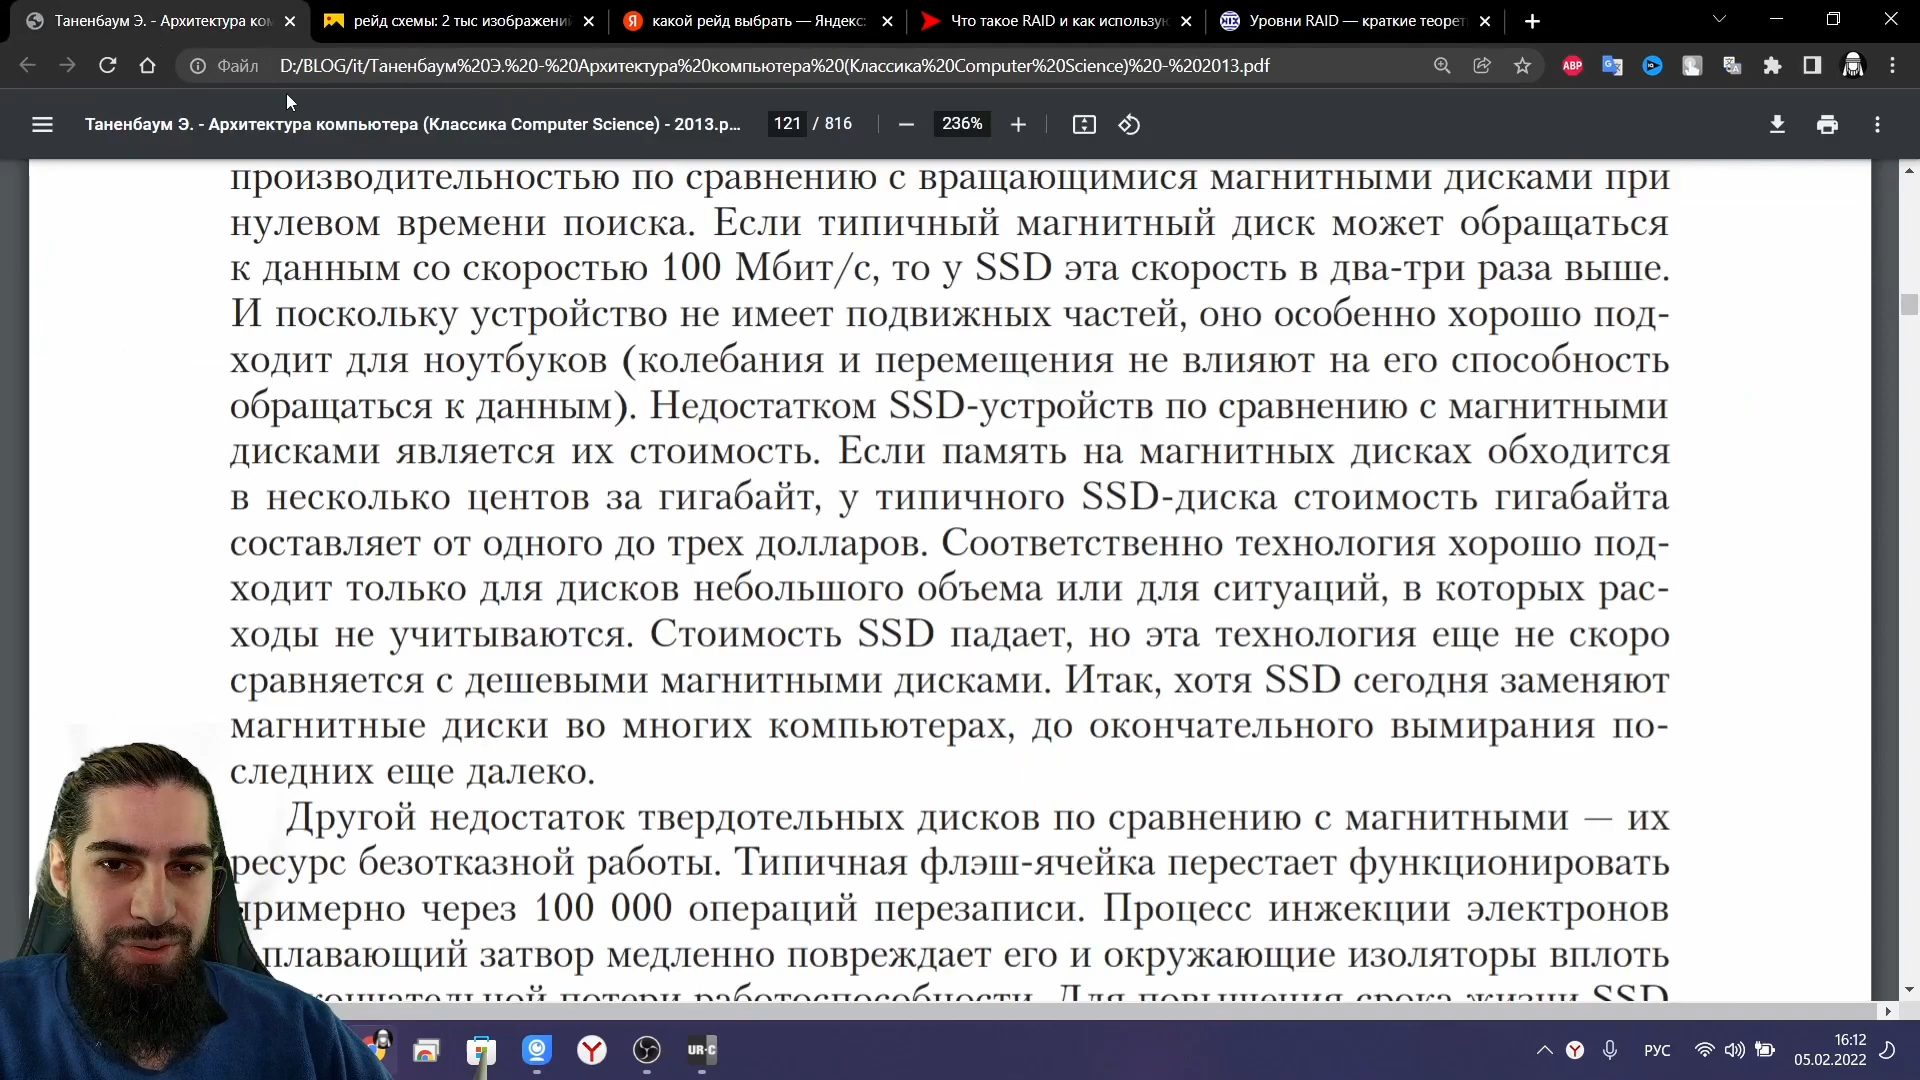 Таненбаум Э. - Архитектура ком
рейд схемы: 2 тыс изображени
какой рейд выбрать — Яндекс:
Что такое RAID и как использую
Уровни RAID — краткие теорет
Файл
D:/BLOG/it/Таненбаум%20Э.%20-%20Архитектура%20компьютера%20(Классика%20Computer%20Science)%20-%202013.pdf
ABP
Таненбаум Э. - Архитектура компьютера (Классика Computer Science) - 2013.p...
121 / 816
236%
производительностью по сравнению с вращающимися магнитными дисками при
нулевом времени поиска. Если типичный магнитный диск может обращаться
к данным со скоростью 100 Мбит/с, то у SSD эта скорость в два-три раза выше.
И поскольку устройство не имеет подвижных частей, оно особенно хорошо под-
ходит для ноутбуков (колебания и перемещения не влияют на его способность
обращаться к данным). Недостатком SSD-устройств по сравнению с магнитными
дисками является их стоимость. Если память на магнитных дисках обходится
в несколько центов за гигабайт, у типичного SSD-диска стоимость гигабайта
составляет от одного до трех долларов. Соответственно технология хорошо под-
ходит только для дисков небольшого объема или для ситуаций, в которых рас-
ходы не учитываются. Стоимость SSD падает, но эта технология еще не скоро
сравняется с дешевыми магнитными дисками. Итак, хотя SSD сегодня заменяют
магнитные диски во многих компьютерах, до окончательного вымирания по-
следних еще далеко.
Другой недостаток твердотельных дисков по сравнению с магнитными — их
ресурс безотказной работы. Типичная флэш-ячейка перестает функционировать
примерно через 100 000 операций перезаписи. Процесс инжекции электронов
плавающий затвор медленно повреждает его и окружающие изоляторы вплоть
потери работоспособности. Для повышения срока жизни SSD
UR-C
РУС
16:12
05.02.2022